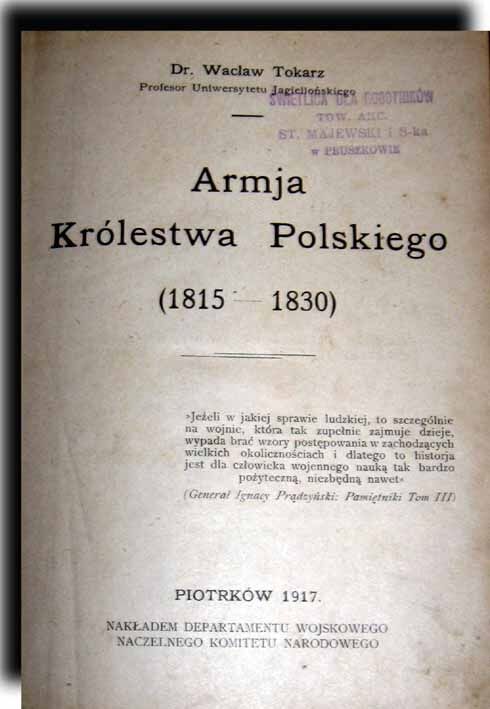 Dr. Wacław Tokarz
Profesor Uniwersytetu Jagiellońskiego
ŚWIETLICA DLA ROBOTNIKÓW
TOW. AKC.
ST. MAJEWSKI i S-ka
w PRUSZKOWIE
Armja
Królestwa Polskiego
(1815 — 1830)
»Jeżeli w jakiej sprawie ludzkiej, to szczególnie
na wojnie, która tak zupełnie zajmuje dzieje,
wypada brać wzory postępowania w zachodzących
wielkich okolicznościach i dlatego to historja
jest dla człowieka wojennego nauką tak bardzo
pożyteczną, niezbędną nawet«
(Generał Ignacy Prądzyński: Pamiętniki Tom III)
PIOTRKÓW 1917.
NAKŁADEM DEPARTAMENTU WOJSKOWEGO
NACZELNEGO KOMITETU NARODOWEGO